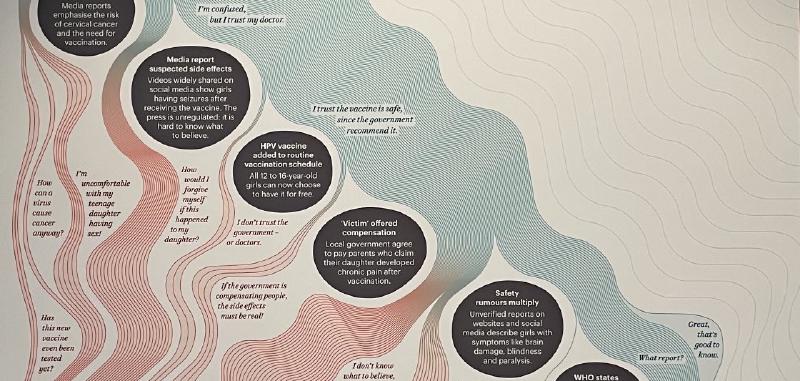 Media reports
emphasise the risk
of cervical cancer
and the need for
vaccination.
I'm confused,
but I trust my doctor.
Media report
suspected side effects
Videos widely shared on
social media show girls
having seizures after
receiving the vaccine. The
press is unregulated: it is
hard to know what
to believe.
I trust the vaccine is safe,
since the government
recommend it.
HPV vaccine
added to routine
vaccination schedule
All 12 to 16-year-old
girls can now choose
to have it for free.
How
can a
virus
cause
cancer
anyway?
I'm
uncomfortable
with my
teenage
daughter
having
sex!
How
would I
forgive
myself
if this
happened
to my
daughter?
I don't trust the
government –
or doctors.
'Victim' offered
compensation
Local government agree
to pay parents who claim
their daughter developed
chronic pain after
vaccination.
If the government is
compensating people,
the side effects
must be real!
Safety
rumours multiply
Unverified reports on
websites and social
media describe girls with
symptoms like brain
damage, blindness
and paralysis.
Has
this new
vaccine
even been
tested
yet?
I don't know
what to believe,
What report?
Great,
that's
good to
know.
WHO states